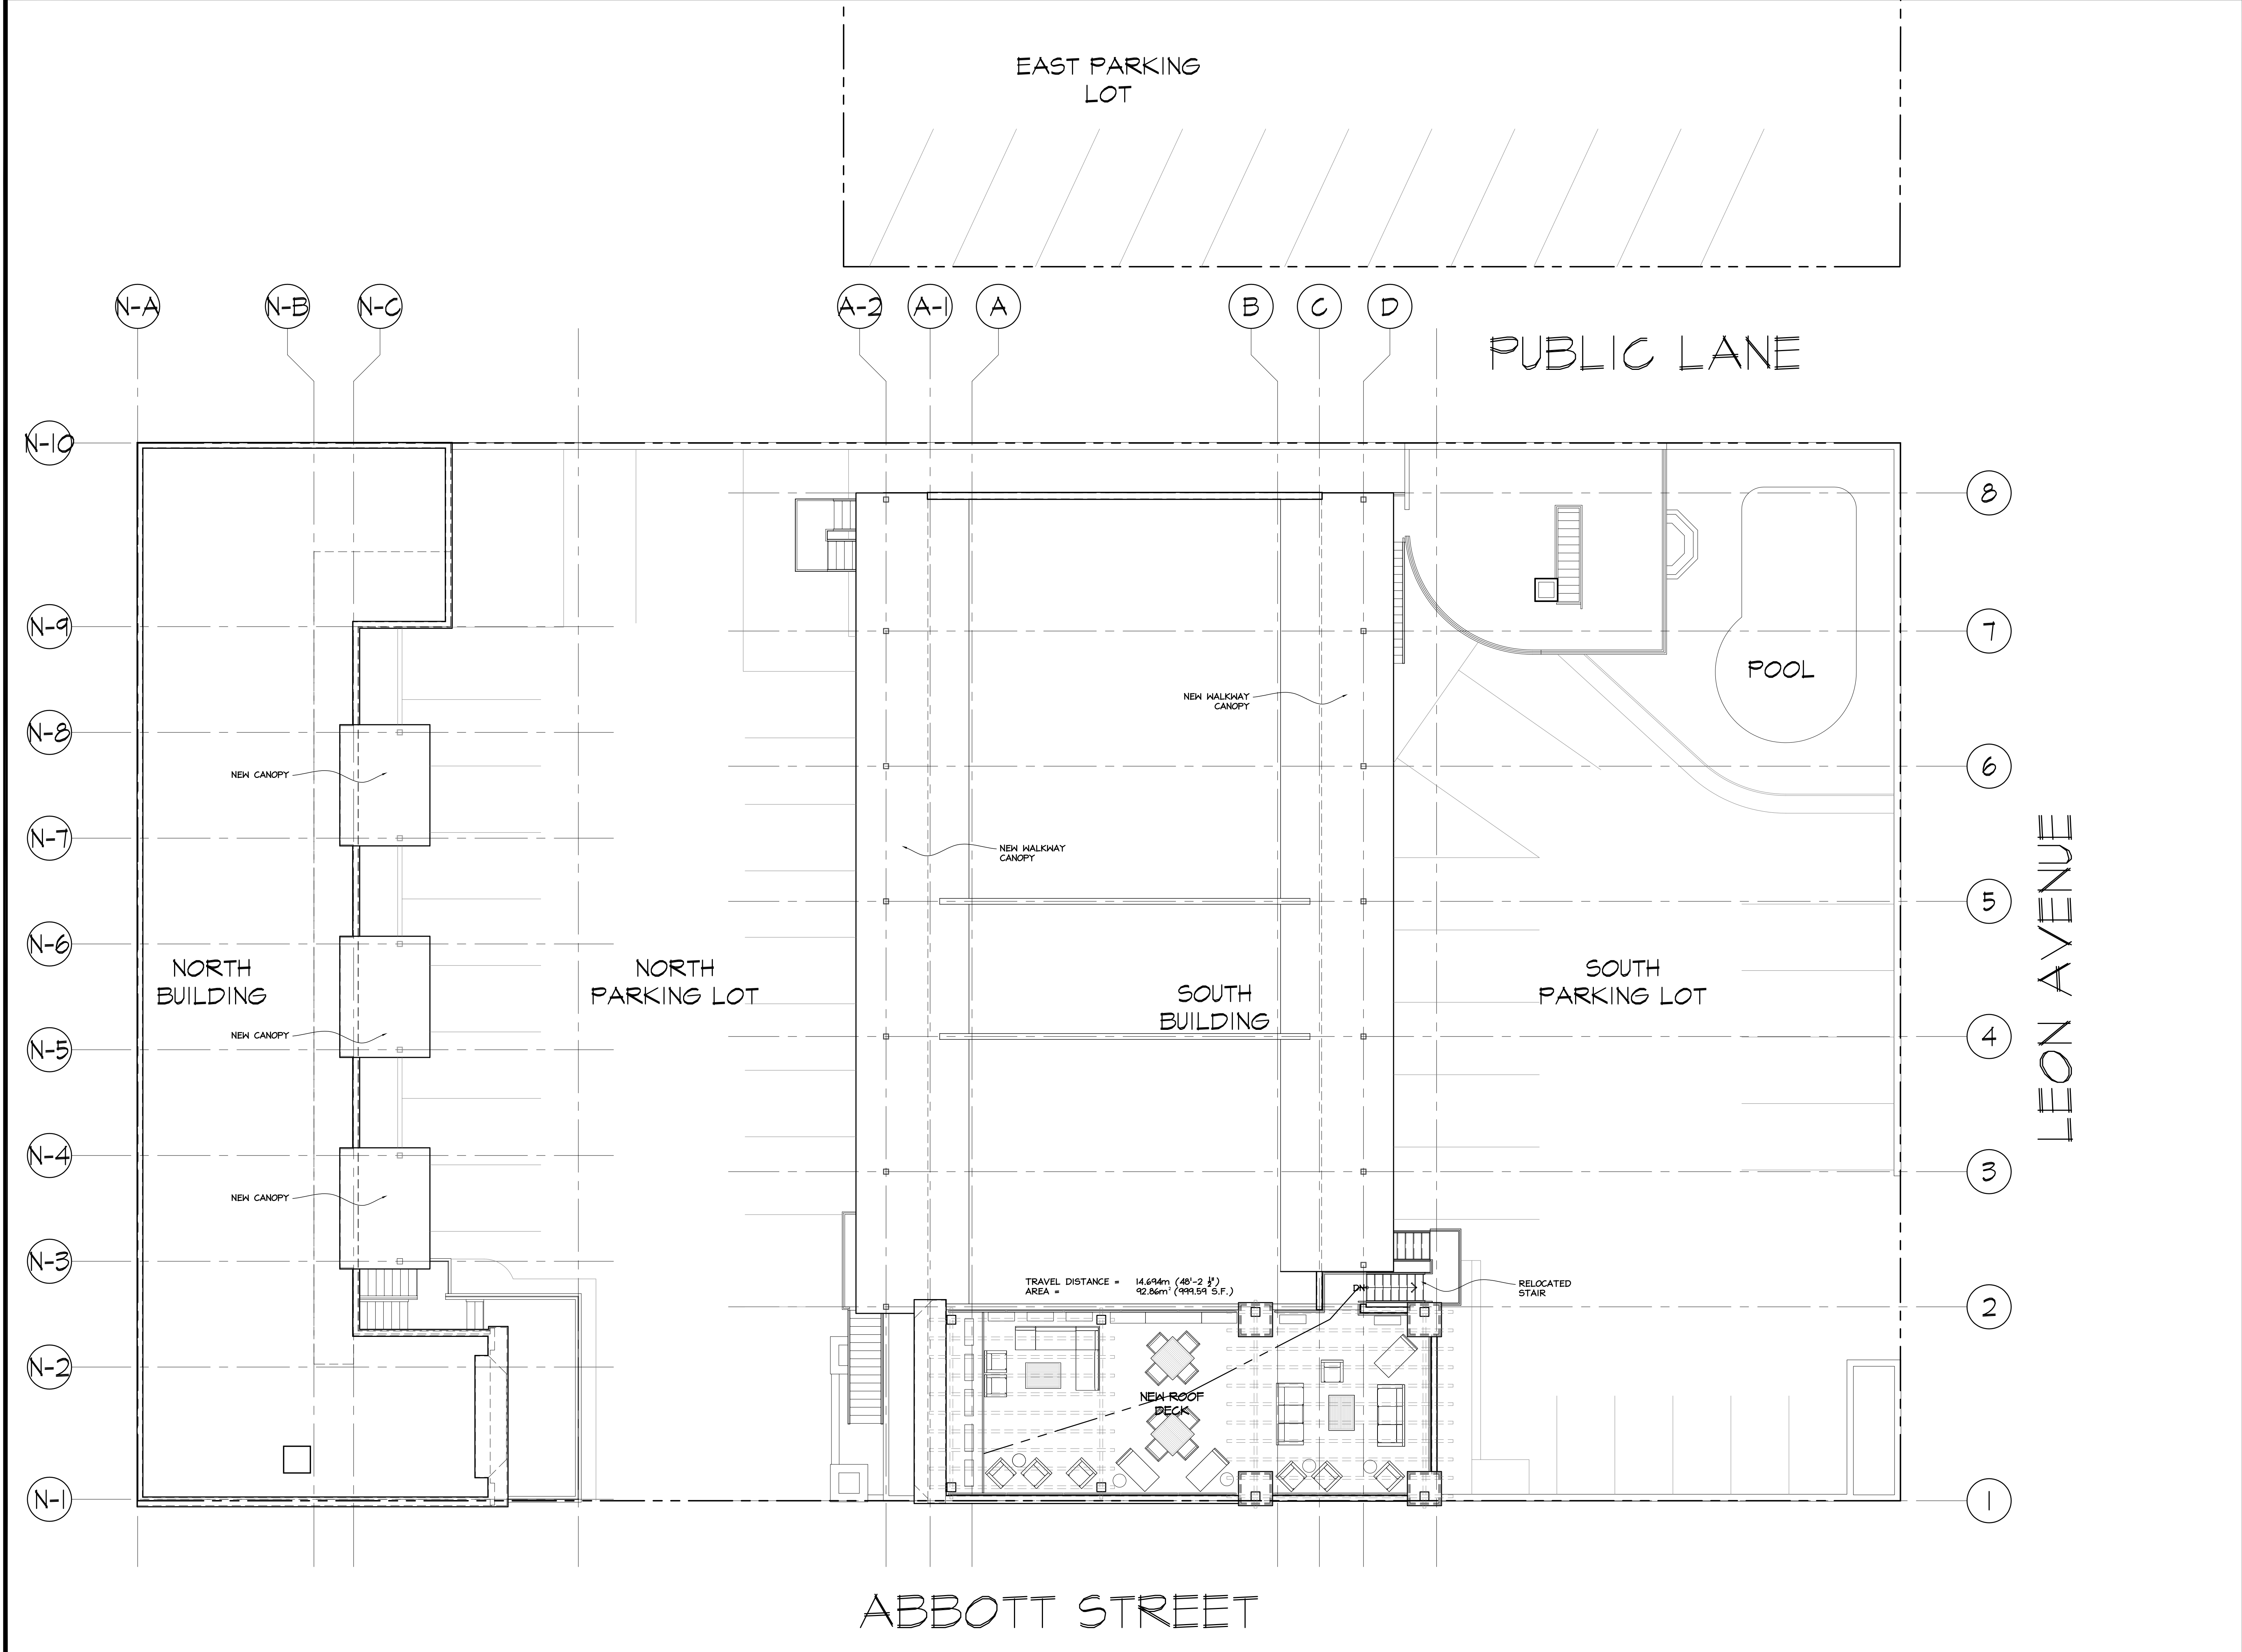 EAST PARKING
LOT
N-A
N-B
N-C
A-2
A-1
A
B
C
D
PUBLIC LANE
N-10
8
N-9
7
POOL
NEW WALKWAY
CANOPY
N-8
6
NEW CANOPY
N-7
NEW WALKWAY
CANOPY
LEON AVENUE
5
N-6
NORTH
BUILDING
NORTH
PARKING LOT
SOUTH
BUILDING
SOUTH
PARKING LOT
NEW CANOPY
N-5
4
N-4
3
NEW CANOPY
N-3
TRAVEL DISTANCE = 14.694m (48'-2 ½")
AREA = 92.86m² (999.59 S.F.)
DN
RELOCATED
STAIR
2
N-2
NEW ROOF
DECK
N-1
1
ABBOTT STREET